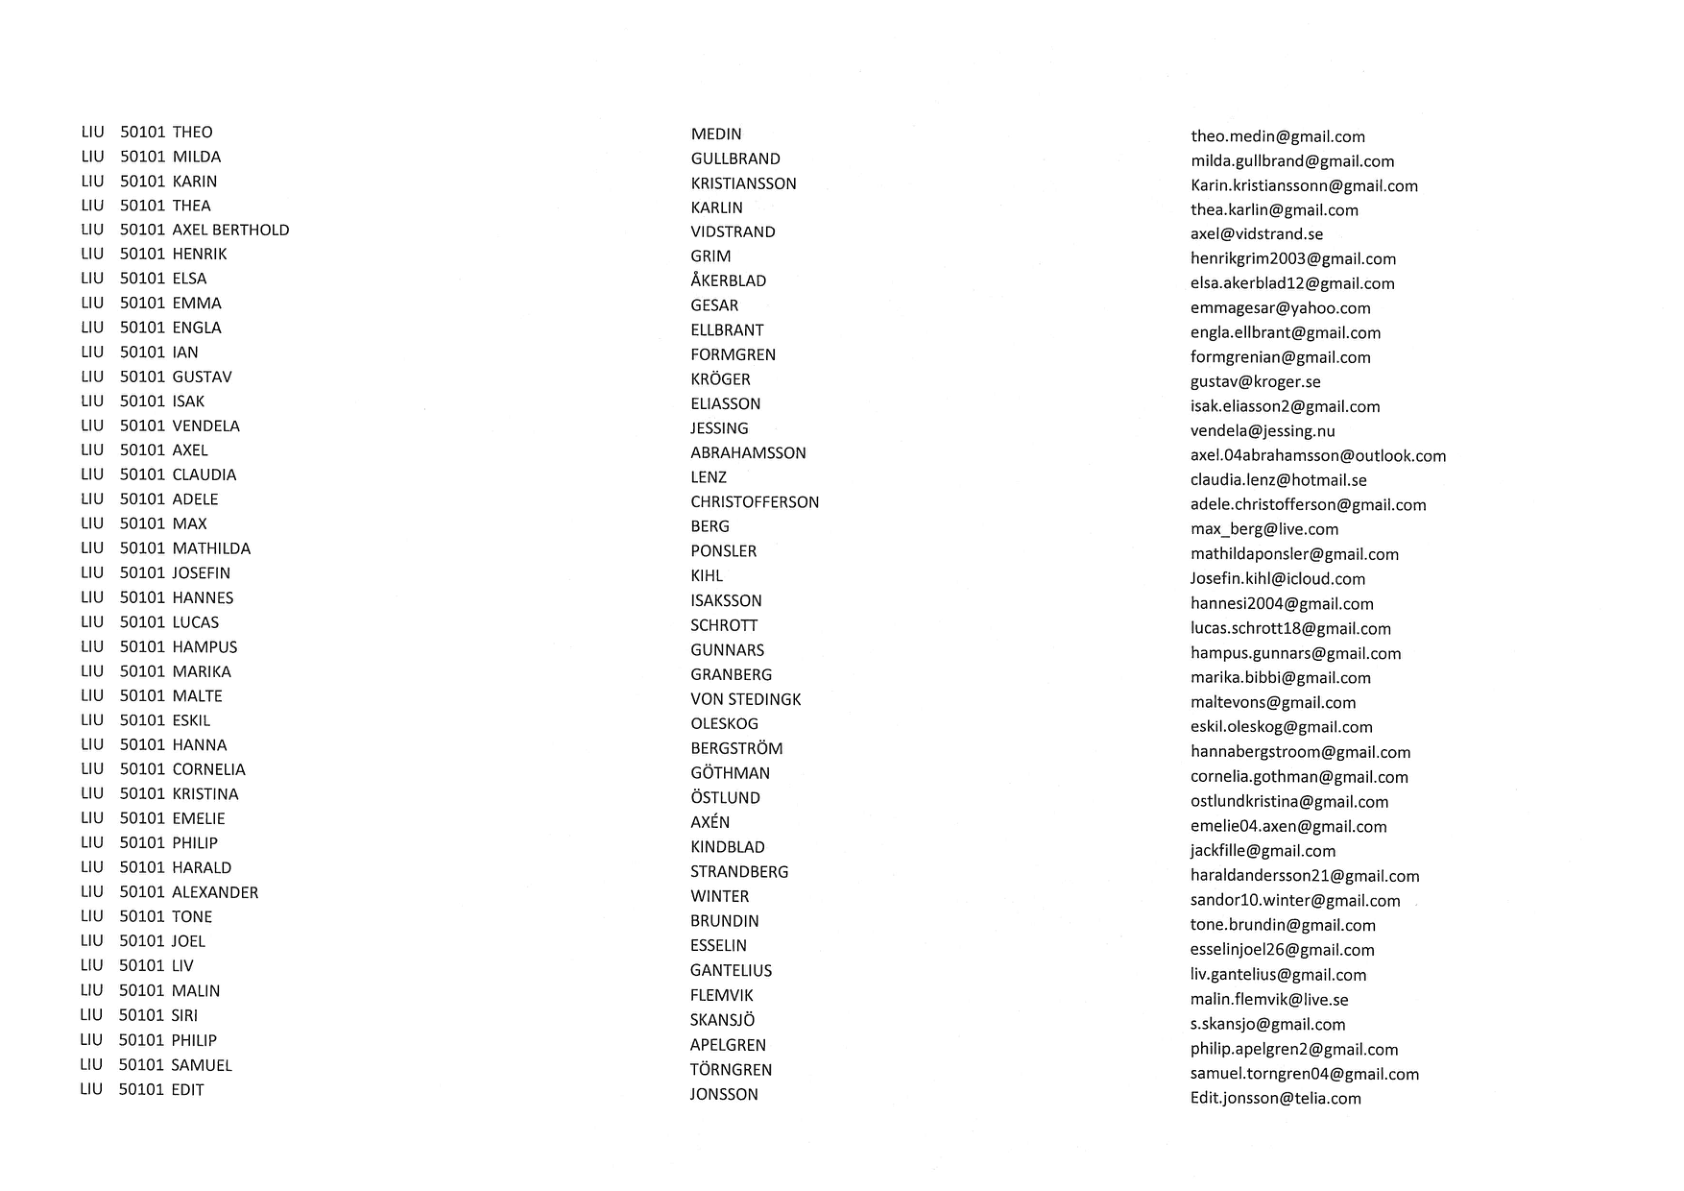 LIU 50101 THEO MEDIN theo.medin@gmail.com
LIU 50101 MILDA GULLBRAND milda.gullbrand@gmail.com
LIU 50101 KARIN KRISTIANSSON Karin.kristianssonn@gmail.com
LIU 50101 THEA KARLIN thea.karlin@gmail.com
LIU 50101 AXEL BERTHOLD VIDSTRAND axel@vidstrand.se
LIU 50101 HENRIK GRIM henrikgrim2003@gmail.com
LIU 50101 ELSA ÅKERBLAD elsa.akerblad12@gmail.com
LIU 50101 EMMA GESAR emmagesar@yahoo.com
LIU 50101 ENGLA ELLBRANT engla.ellbrant@gmail.com
LIU 50101 IAN FORMGREN formgrenian@gmail.com
LIU 50101 GUSTAV KRÖGER gustav@kroger.se
LIU 50101 ISAK ELIASSON isak.eliasson2@gmail.com
LIU 50101 VENDELA JESSING vendela@jessing.nu
LIU 50101 AXEL ABRAHAMSSON axel.04abrahamsson@outlook.com
LIU 50101 CLAUDIA LENZ claudia.lenz@hotmail.se
LIU 50101 ADELE CHRISTOFFERSON adele.christofferson@gmail.com
LIU 50101 MAX BERG max_berg@live.com
LIU 50101 MATHILDA PONSLER mathildaponsler@gmail.com
LIU 50101 JOSEFIN KIHL Josefin.kihl@icloud.com
LIU 50101 HANNES ISAKSSON hannesi2004@gmail.com
LIU 50101 LUCAS SCHROTT lucas.schrott18@gmail.com
LIU 50101 HAMPUS GUNNARS hampus.gunnars@gmail.com
LIU 50101 MARIKA GRANBERG marika.bibbi@gmail.com
LIU 50101 MALTE VON STEDINGK maltevons@gmail.com
LIU 50101 ESKIL OLESKOG eskil.oleskog@gmail.com
LIU 50101 HANNA BERGSTRÖM hannabergstroom@gmail.com
LIU 50101 CORNELIA GÖTHMAN cornelia.gothman@gmail.com
LIU 50101 KRISTINA ÖSTLUND ostlundkristina@gmail.com
LIU 50101 EMELIE AXÉN emelie04.axen@gmail.com
LIU 50101 PHILIP KINDBLAD jackfille@gmail.com
LIU 50101 HARALD STRANDBERG haraldandersson21@gmail.com
LIU 50101 ALEXANDER WINTER sandor10.winter@gmail.com
LIU 50101 TONE BRUNDIN tone.brundin@gmail.com
LIU 50101 JOEL ESSELIN esselinjoel26@gmail.com
LIU 50101 LIV GANTELIUS liv.gantelius@gmail.com
LIU 50101 MALIN FLEMVIK malin.flemvik@live.se
LIU 50101 SIRI SKANSJÖ s.skansjo@gmail.com
LIU 50101 PHILIP APELGREN philip.apelgren2@gmail.com
LIU 50101 SAMUEL TÖRNGREN samuel.torngren04@gmail.com
LIU 50101 EDIT JONSSON Edit.jonsson@telia.com